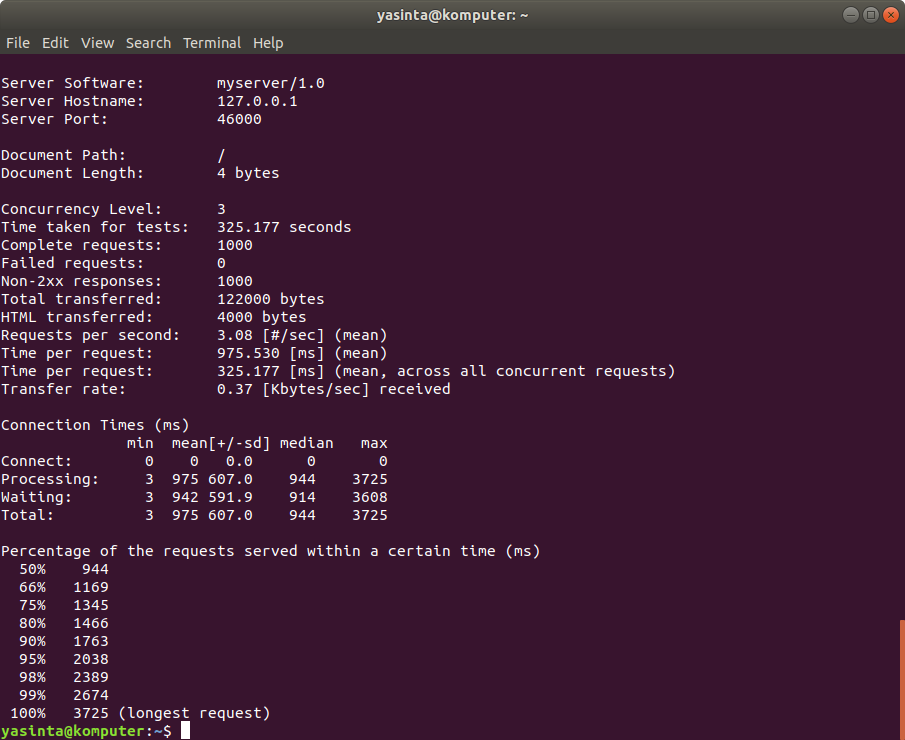 yasinta@komputer: ~
File Edit View Search Terminal Help
Server Software:        myserver/1.0
Server Hostname:        127.0.0.1
Server Port:            46000
Document Path:          /
Document Length:        4 bytes
Concurrency Level:      3
Time taken for tests:   325.177 seconds
Complete requests:      1000
Failed requests:        0
Non-2xx responses:      1000
Total transferred:      122000 bytes
HTML transferred:       4000 bytes
Requests per second:    3.08 [#/sec] (mean)
Time per request:       975.530 [ms] (mean)
Time per request:       325.177 [ms] (mean, across all concurrent requests)
Transfer rate:          0.37 [Kbytes/sec] received
Connection Times (ms)
              min  mean[+/-sd] median   max
Connect:        0    0   0.0      0       0
Processing:     3  975 607.0    944    3725
Waiting:        3  942 591.9    914    3608
Total:          3  975 607.0    944    3725
Percentage of the requests served within a certain time (ms)
  50%    944
  66%   1169
  75%   1345
  80%   1466
  90%   1763
  95%   2038
  98%   2389
  99%   2674
 100%   3725 (longest request)
yasinta@komputer:~$